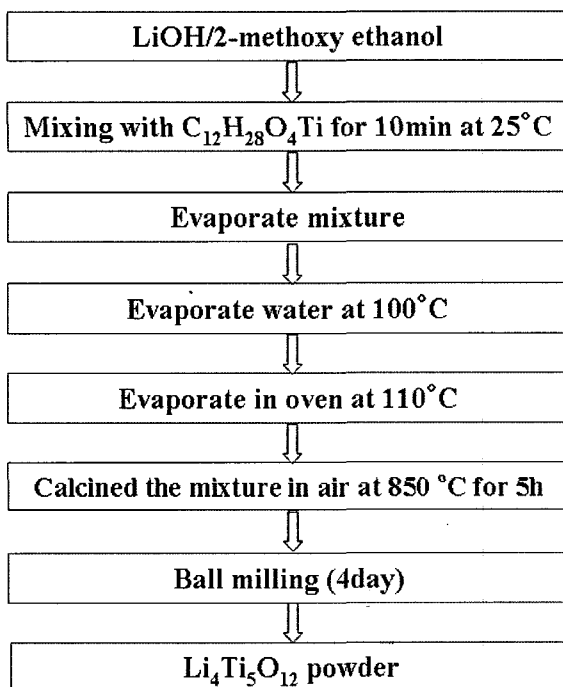 LiOH/2-methoxy ethanol
Mixing with C₁₂H₂₈O₄Ti for 10min at 25°C
Evaporate mixture
Evaporate water at 100°C
Evaporate in oven at 110°C
Calcined the mixture in air at 850 °C for 5h
Ball milling (4day)
Li₄Ti₅O₁₂ powder